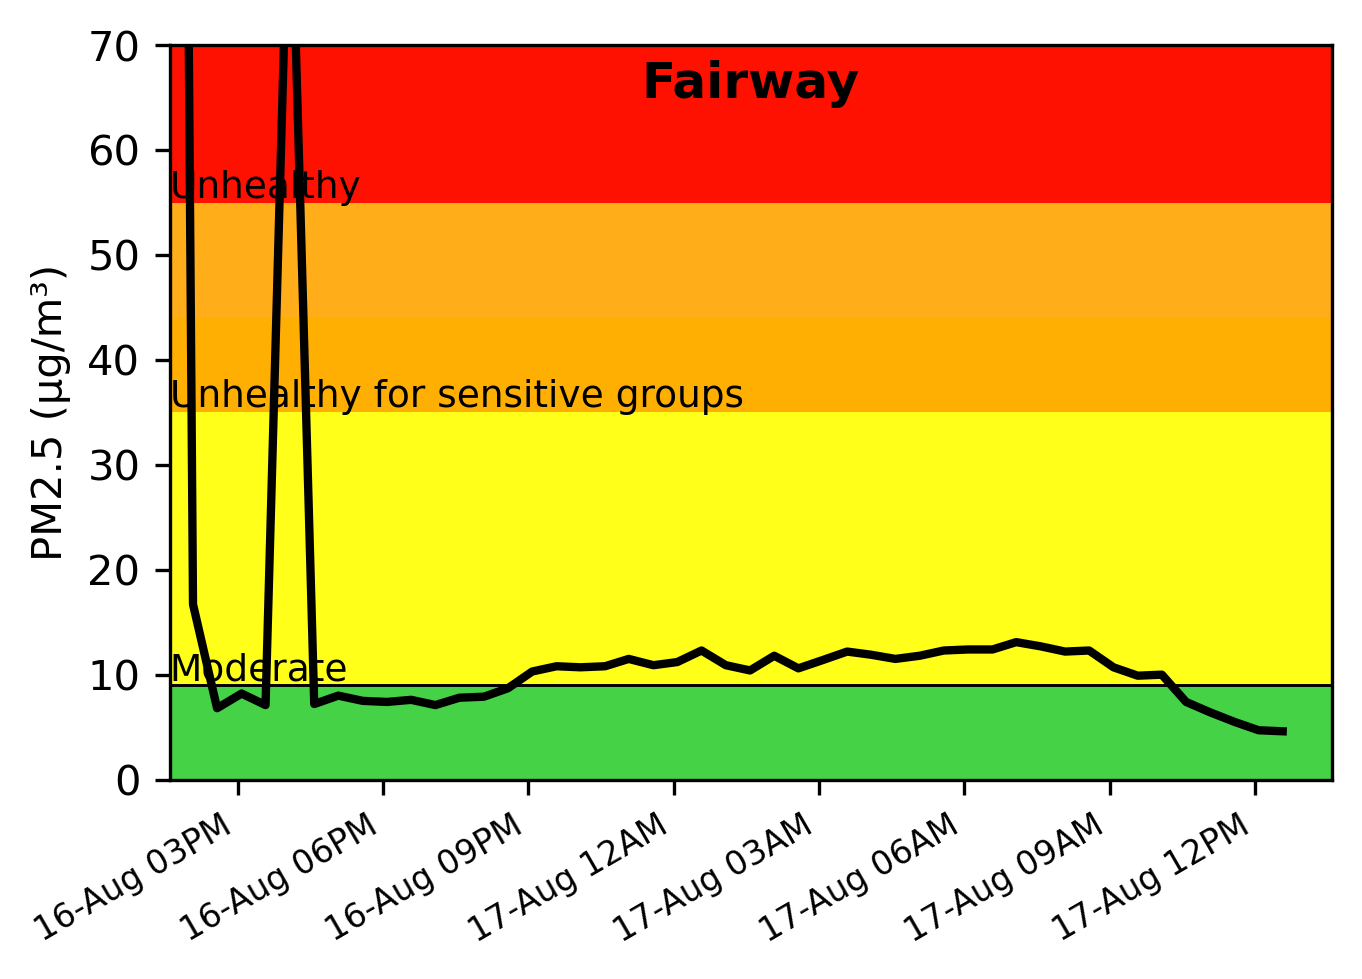 Fairway
70
60
50
40
30
20
10
0
PM2.5 (µg/m³)
Unhealthy
Unhealthy for sensitive groups
Moderate
16-Aug 03PM
16-Aug 06PM
16-Aug 09PM
17-Aug 12AM
17-Aug 03AM
17-Aug 06AM
17-Aug 09AM
17-Aug 12PM